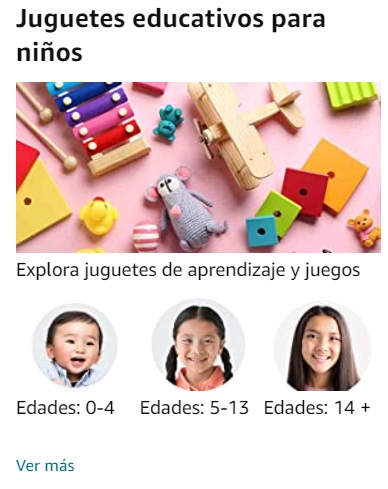 Juguetes educativos para
niños
Explora juguetes de aprendizaje y juegos
Edades: 0-4
Edades: 5-13
Edades: 14 +
Ver más